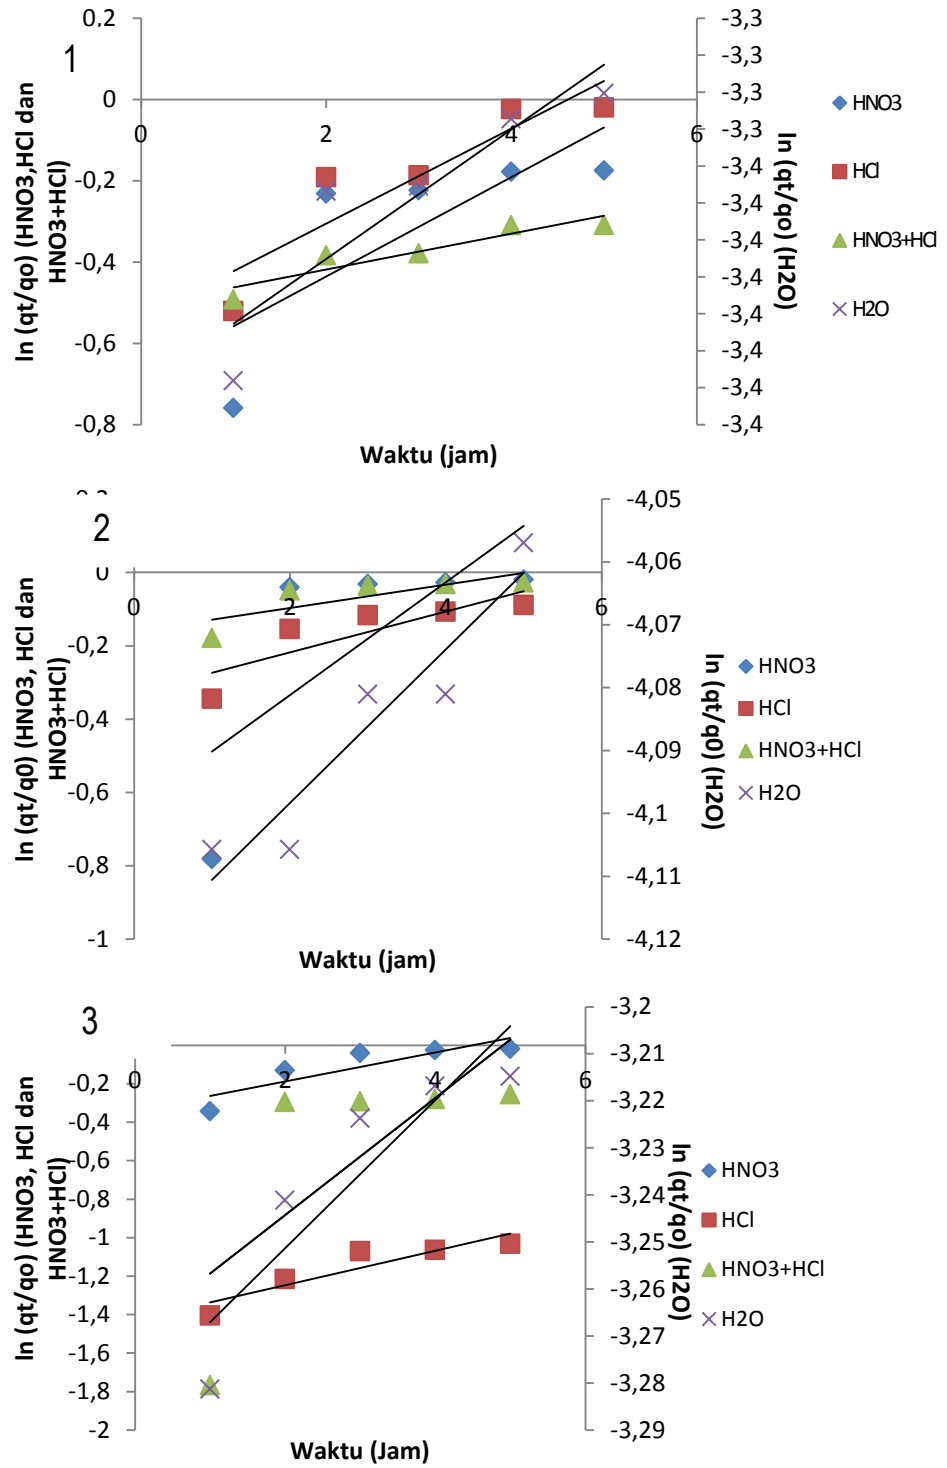 1
0,2
0
-0,2
-0,4
-0,6
-0,8
0
2
4
6
-3,3
-3,3
-3,3
-3,3
-3,4
-3,4
-3,4
-3,4
-3,4
-3,4
-3,4
-3,4
ln (qt/qo) (HNO3,HCl dan
HNO3+HCl)
ln (qt/qo) (H2O)
Waktu (jam)
HNO3
HCl
HNO3+HCl
H2O
2
0
-0,2
-0,4
-0,6
-0,8
-1
0
2
4
6
-4,05
-4,06
-4,07
-4,08
-4,09
-4,1
-4,11
-4,12
ln (qt/q0) (HNO3, HCl dan
HNO3+HCl)
ln (qt/q0) (H2O)
Waktu (jam)
HNO3
HCl
HNO3+HCl
H2O
3
-0,2
-0,4
-0,6
-0,8
-1
-1,2
-1,4
-1,6
-1,8
-2
0
2
4
6
-3,2
-3,21
-3,22
-3,23
-3,24
-3,25
-3,26
-3,27
-3,28
-3,29
ln (qt/qo) (HNO3, HCl dan
HNO3+HCl)
ln (qt/qo) (H2O)
Waktu (Jam)
HNO3
HCl
HNO3+HCl
H2O